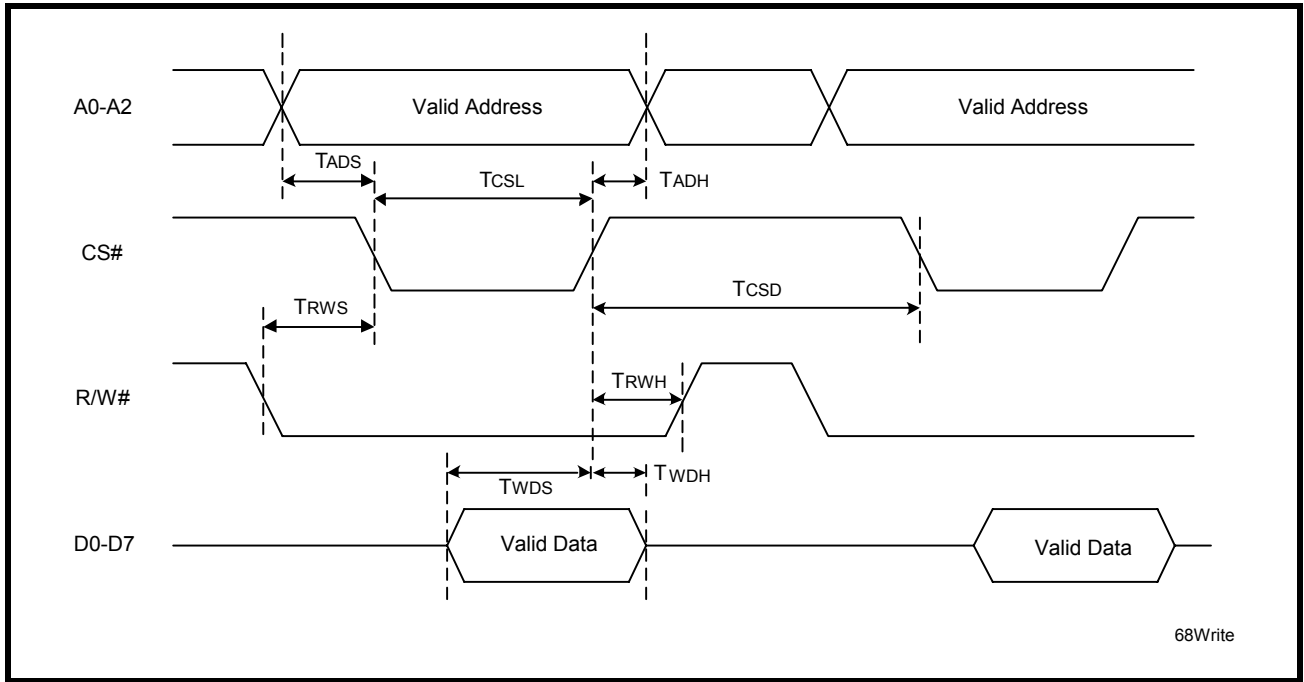 A0-A2
Valid Address
Valid Address
TADS
TCSL
TADH
CS#
TCSD
TRWS
R/W#
TRWH
TWDS
TWDH
D0-D7
Valid Data
Valid Data
68Write